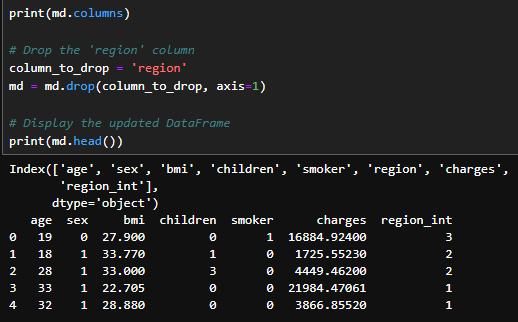 print(md.columns)
# Drop the 'region' column
column_to_drop = 'region'
md = md.drop(column_to_drop, axis=1)
# Display the updated DataFrame
print(md.head())
Index(['age', 'sex', 'bmi', 'children', 'smoker', 'region', 'charges',
'region_int'],
dtype='object')
age sex bmi children smoker charges region_int
0 19 0 27.900 0 1 16884.92400 3
1 18 1 33.770 1 0 1725.55230 2
2 28 1 33.000 3 0 4449.46200 2
3 33 1 22.705 0 0 21984.47061 1
4 32 1 28.880 0 0 3866.85520 1